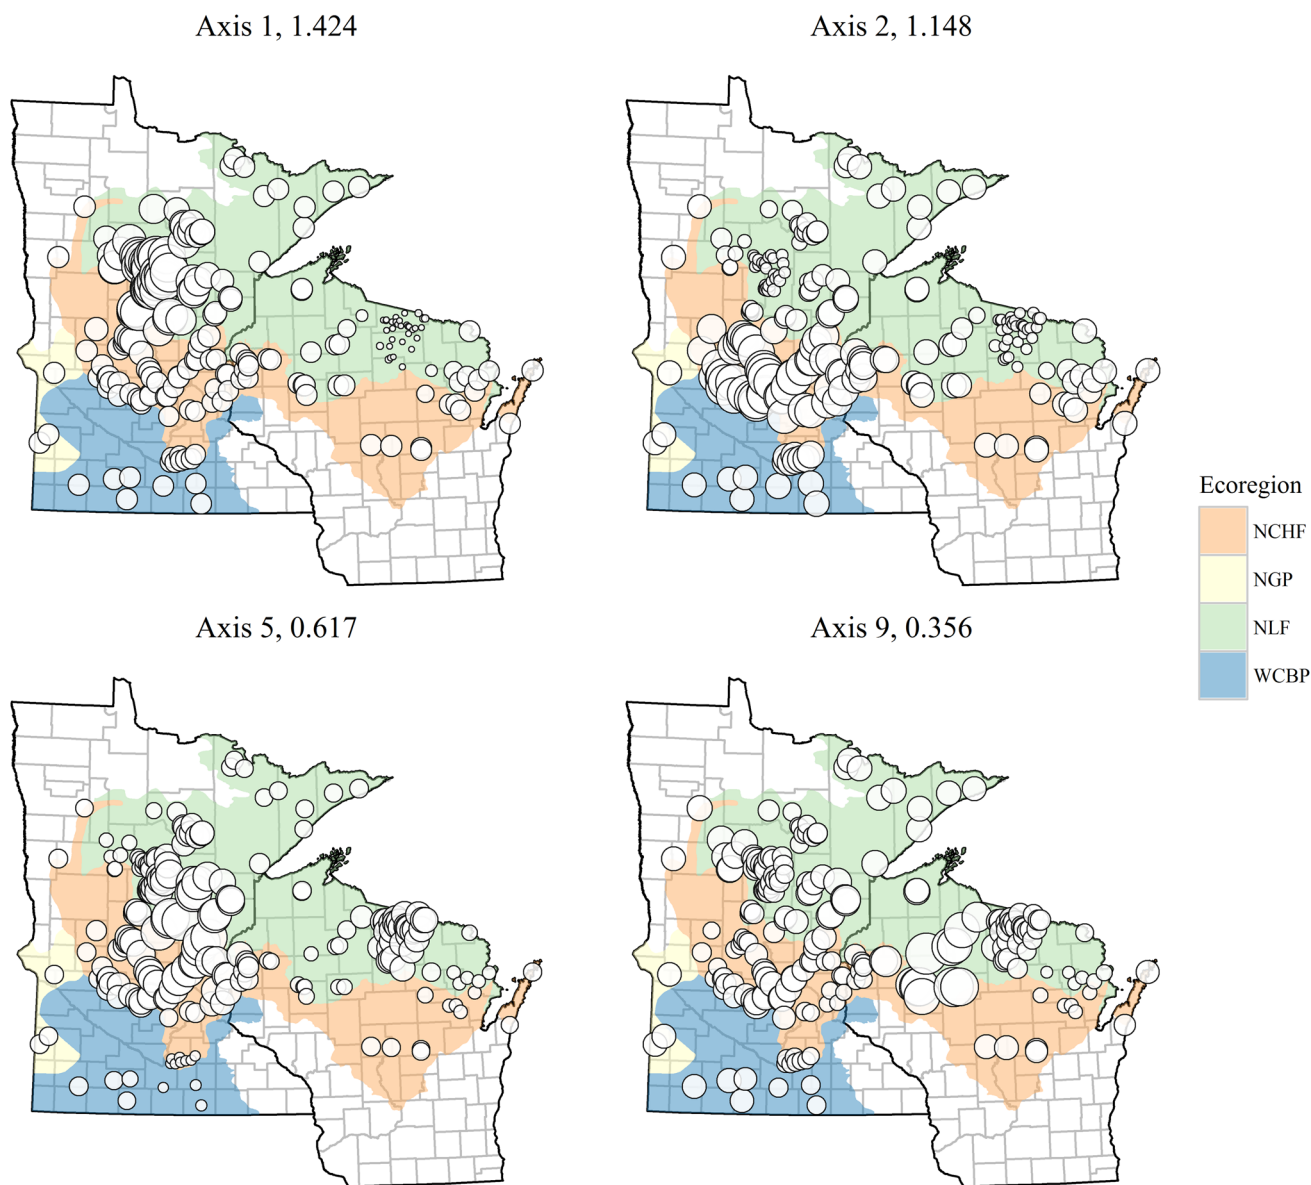 Axis 1, 1.424
Axis 2, 1.148
Axis 5, 0.617
Axis 9, 0.356
Ecoregion
NCHF
NGP
NLF
WCBP